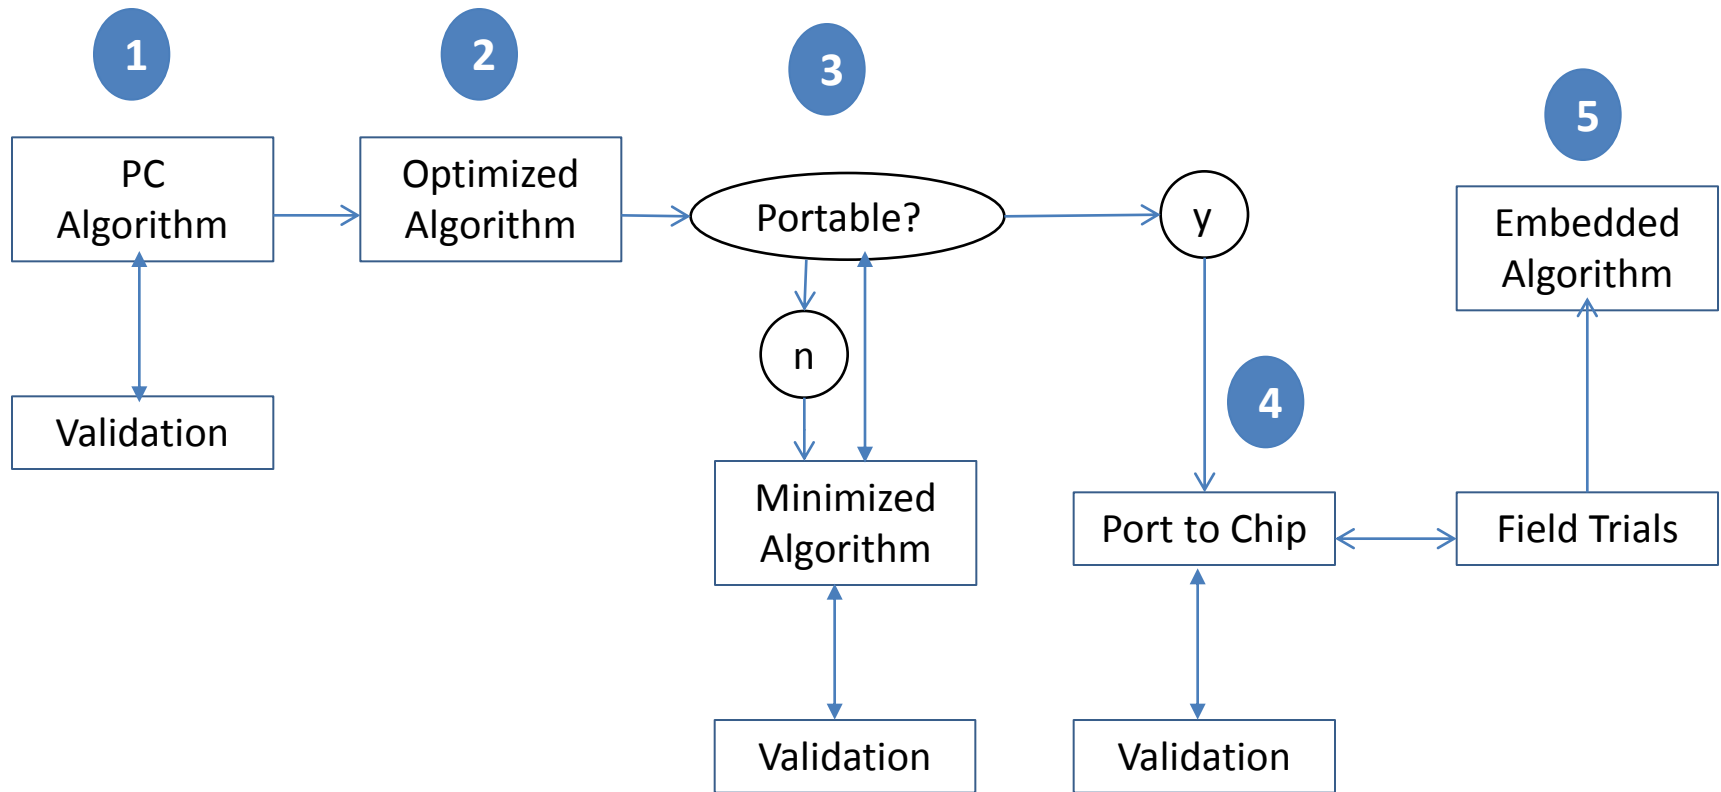 1
2
3
5
PC
Algorithm
Optimized
Algorithm
Portable?
y
Embedded
Algorithm
n
4
Validation
Minimized
Algorithm
Port to Chip
Field Trials
Validation
Validation